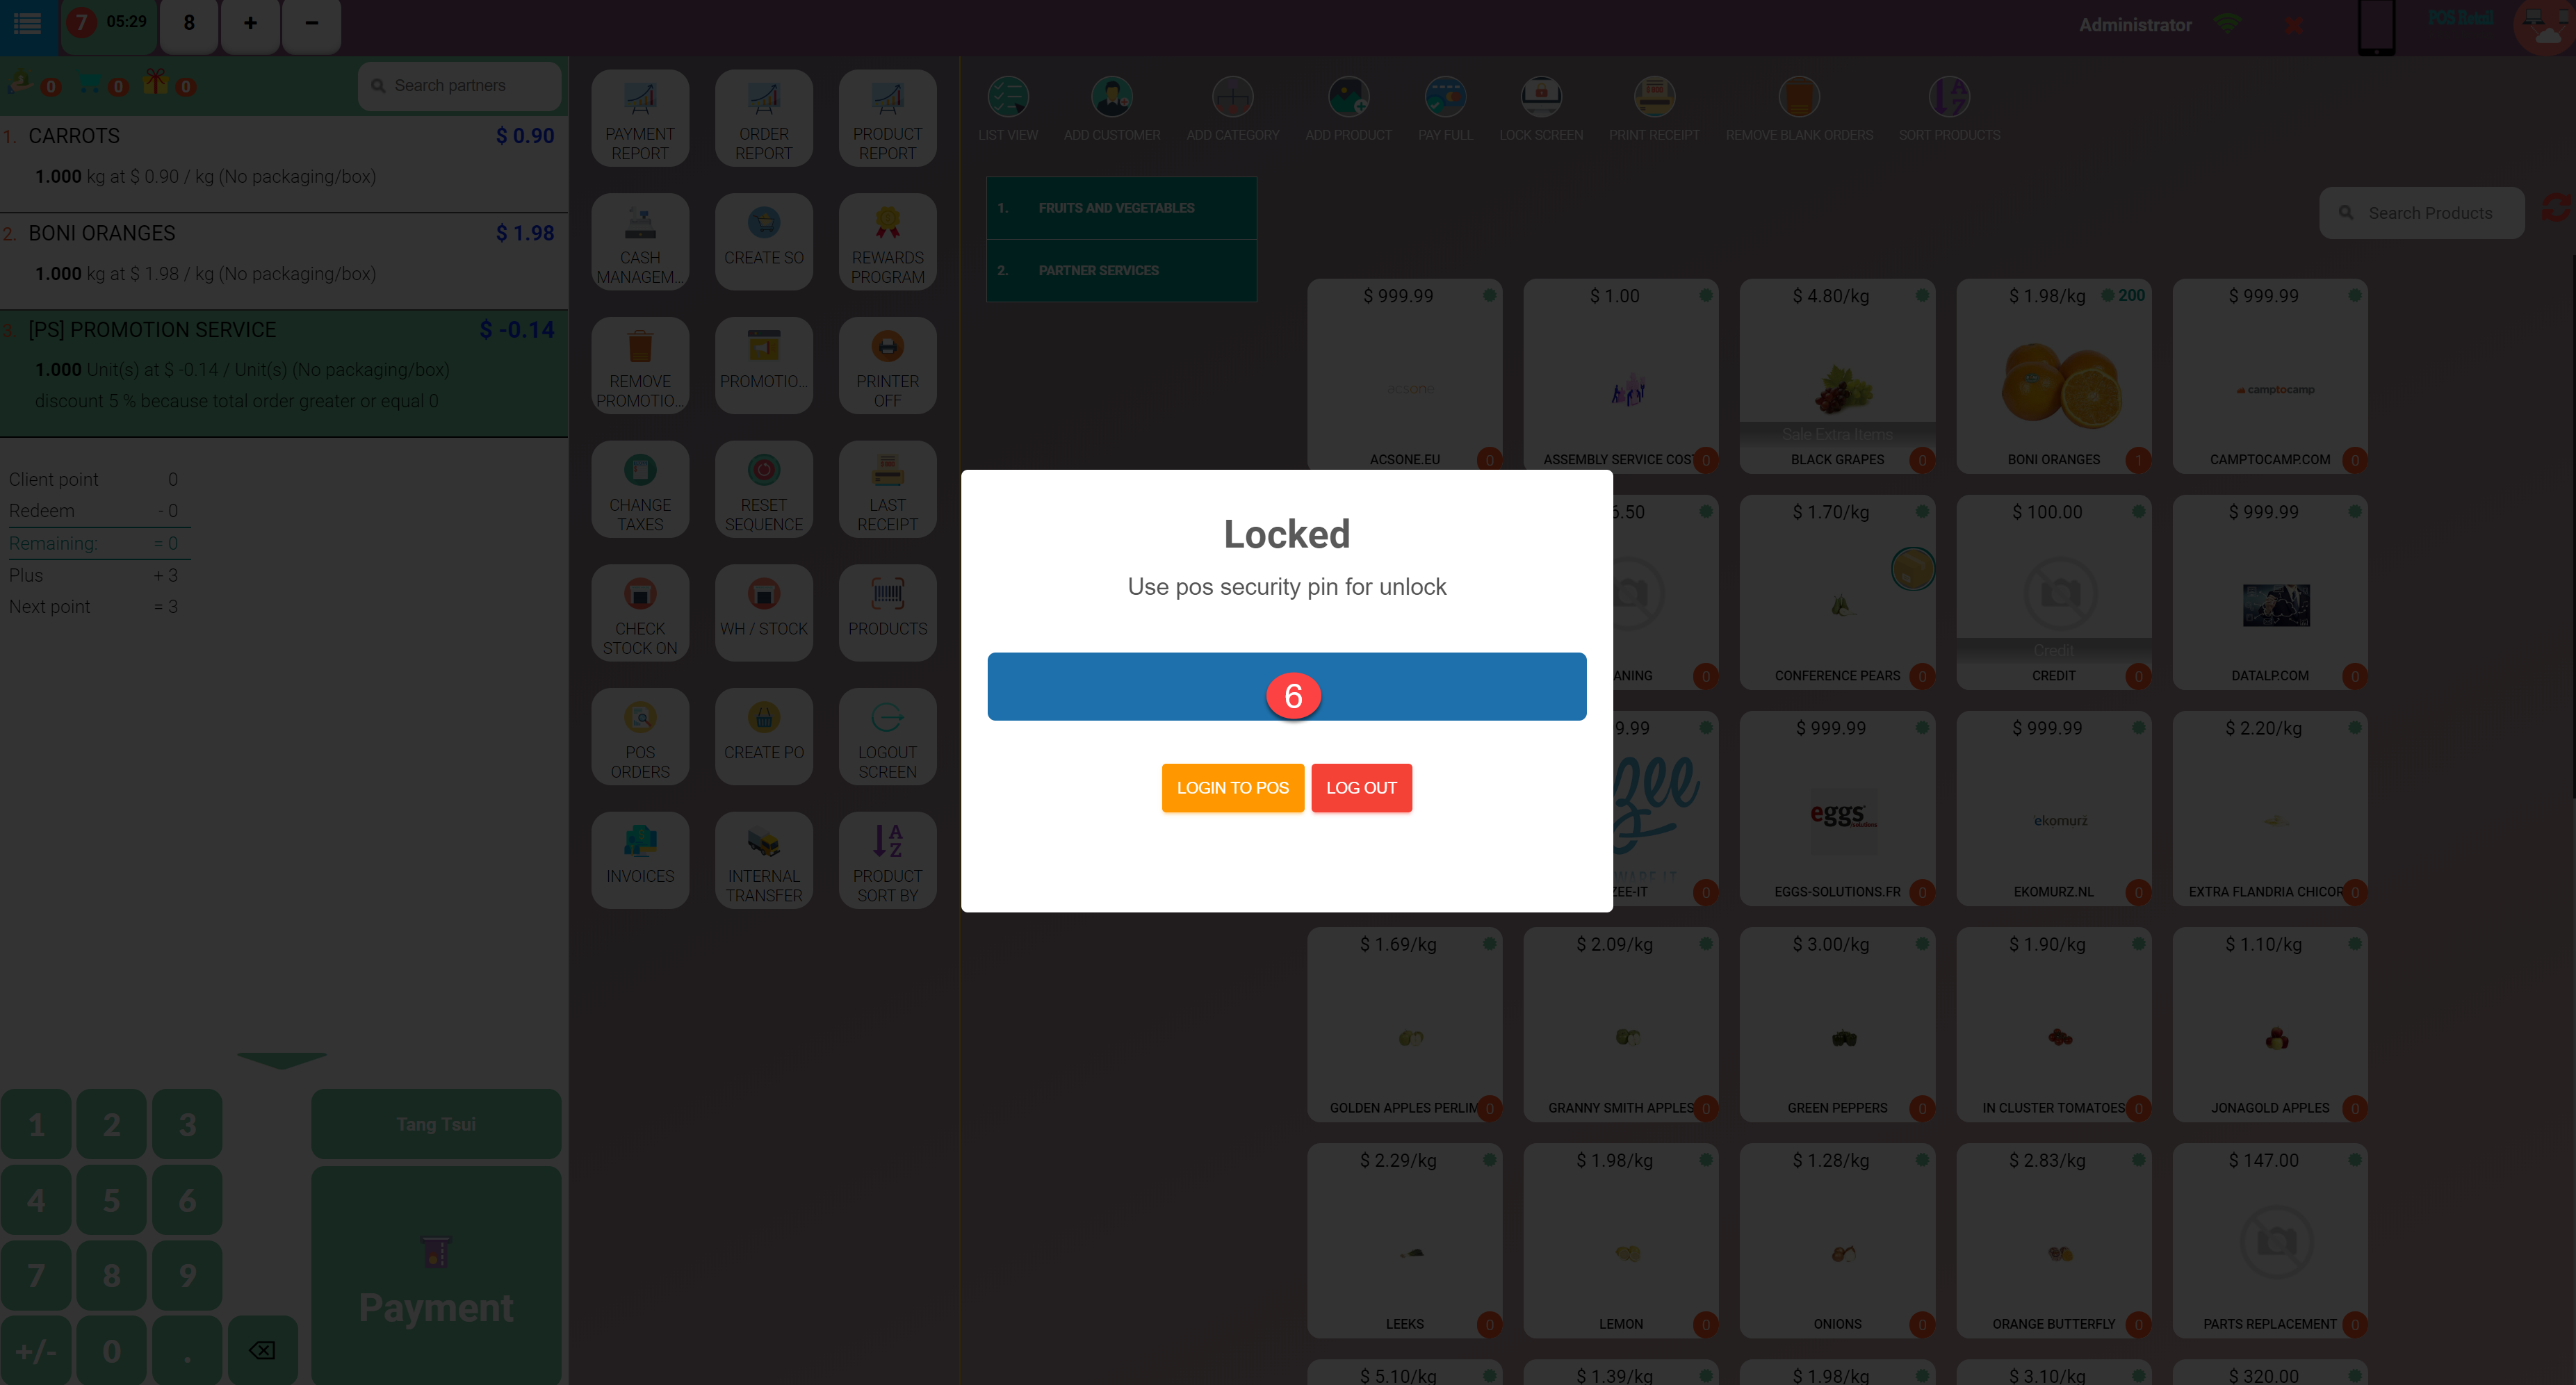 7 05:29
8
+
−
Administrator
POS Retail
0 0 0
Search partners
1. CARROTS $ 0.90
1.000 kg at $ 0.90 / kg (No packaging/box)
2. BONI ORANGES $ 1.98
1.000 kg at $ 1.98 / kg (No packaging/box)
3. [PS] PROMOTION SERVICE $ -0.14
1.000 Unit(s) at $ -0.14 / Unit(s) (No packaging/box)
discount 5 % because total order greater or equal 0
Client point 0
Redeem - 0
Remaining: = 0
Plus + 3
Next point = 3
1 2 3
4 5 6
7 8 9
+/- 0 .
Tang Tsui
Payment
PAYMENT
REPORT
ORDER
REPORT
PRODUCT
REPORT
CASH
MANAGEM...
CREATE SO
REWARDS
PROGRAM
REMOVE
PROMOTIO...
PROMOTIO...
PRINTER
OFF
CHANGE
TAXES
RESET
SEQUENCE
LAST
RECEIPT
CHECK
STOCK ON
WH / STOCK
PRODUCTS
POS
ORDERS
CREATE PO
LOGOUT
SCREEN
INVOICES
INTERNAL
TRANSFER
A
Z
PRODUCT
SORT BY
LIST VIEW
ADD CUSTOMER
ADD CATEGORY
ADD PRODUCT
PAY FULL
LOCK SCREEN
PRINT RECEIPT
REMOVE BLANK ORDERS
SORT PRODUCTS
1. FRUITS AND VEGETABLES
2. PARTNER SERVICES
Search Products
$ 999.99
acsone
ACSONE.EU 0
$ 1.00
ASSEMBLY SERVICE COST 0
$ 4.80/kg
Sale Extra Items
BLACK GRAPES 0
$ 1.98/kg 200
BONI ORANGES 1
$ 999.99
camptocamp
CAMPTOCAMP.COM 0
6.50
ANING 0
$ 1.70/kg
CONFERENCE PEARS 0
$ 100.00
Credit
CREDIT 0
$ 999.99
DATALP.COM 0
9.99
zee
WARE IT
ZEE-IT 0
$ 999.99
eggs
EGGS-SOLUTIONS.FR 0
$ 999.99
ekomurz
EKOMURZ.NL 0
$ 2.20/kg
EXTRA FLANDRIA CHICOR 0
$ 1.69/kg
GOLDEN APPLES PERLIM 0
$ 2.09/kg
GRANNY SMITH APPLES 0
$ 3.00/kg
GREEN PEPPERS 0
$ 1.90/kg
IN CLUSTER TOMATOES 0
$ 1.10/kg
JONAGOLD APPLES 0
$ 2.29/kg
LEEKS 0
$ 1.98/kg
LEMON 0
$ 1.28/kg
ONIONS 0
$ 2.83/kg
ORANGE BUTTERFLY 0
$ 147.00
PARTS REPLACEMENT 0
$ 5.10/kg
$ 1.39/kg
$ 1.98/kg
$ 3.10/kg
$ 320.00
Locked
Use pos security pin for unlock
6
LOGIN TO POS
LOG OUT